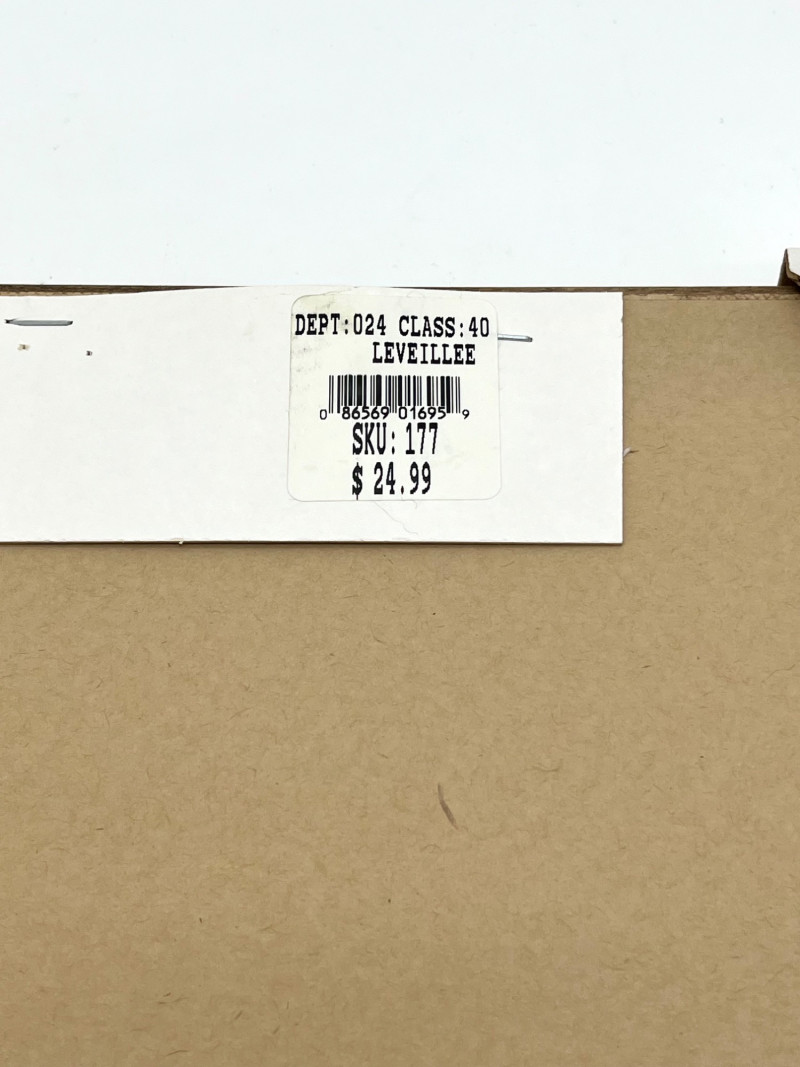 DEPT:024 CLASS:40
LEVEILLEE
0 86569 01695 9
SKU: 177
$ 24.99